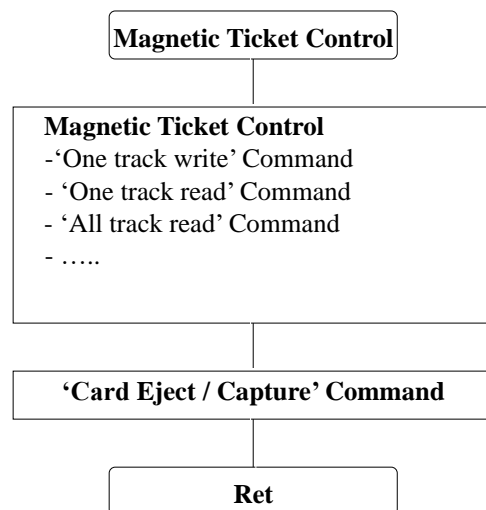 Magnetic Ticket Control
Magnetic Ticket Control
-‘One track write’ Command
- ‘One track read’ Command
- ‘All track read’ Command
- …..
‘Card Eject / Capture’ Command
Ret